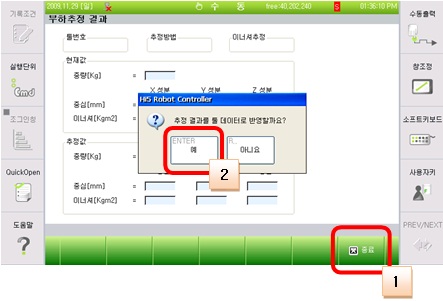 2009,11,29 [일]
수
동
free:40,202,240
S
01:36:10 PM
기록조건
부하추정 결과
수동출력
툴번호
추정방법
이너셔추정
현재값
실행단위
Cmd
중량[Kg] =
창조정
X 성분 Y 성분 Z 성분
중심[mm] =
이너셔[Kgm2] =
Hi5 Robot Controller
추정 결과를 툴 데이터로 반영할까요?
ENTER
예
R...
아니요
2
조그인칭
소프트키보드
추정값
중량[Kg] =
QuickOpen
사용자키
중심[mm] =
이너셔[Kgm2] =
도움말
PREV/NEXT
종료
1